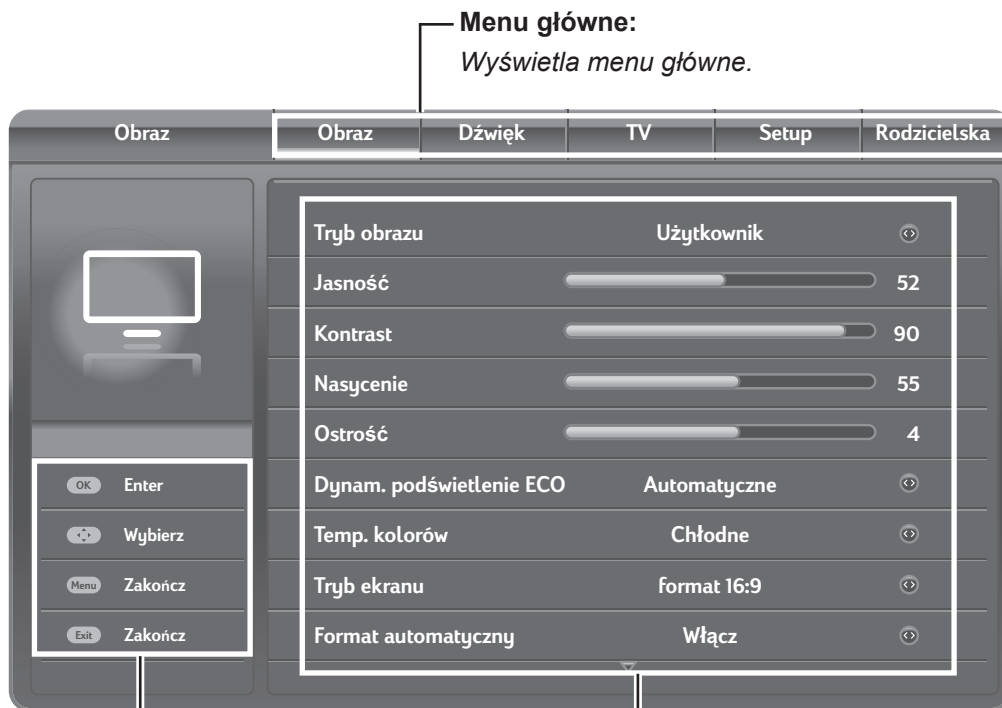 Menu główne:
Wyświetla menu główne.
Obraz Obraz Dźwięk TV Setup Rodzicielska
Tryb obrazu Użytkownik
Jasność 52
Kontrast 90
Nasycenie 55
Ostrość 4
Dynam. podświetlenie ECO Automatyczne
Temp. kolorów Chłodne
Tryb ekranu format 16:9
Format automatyczny Włącz
OK Enter
Wybierz
Menu Zakończ
Exit Zakończ